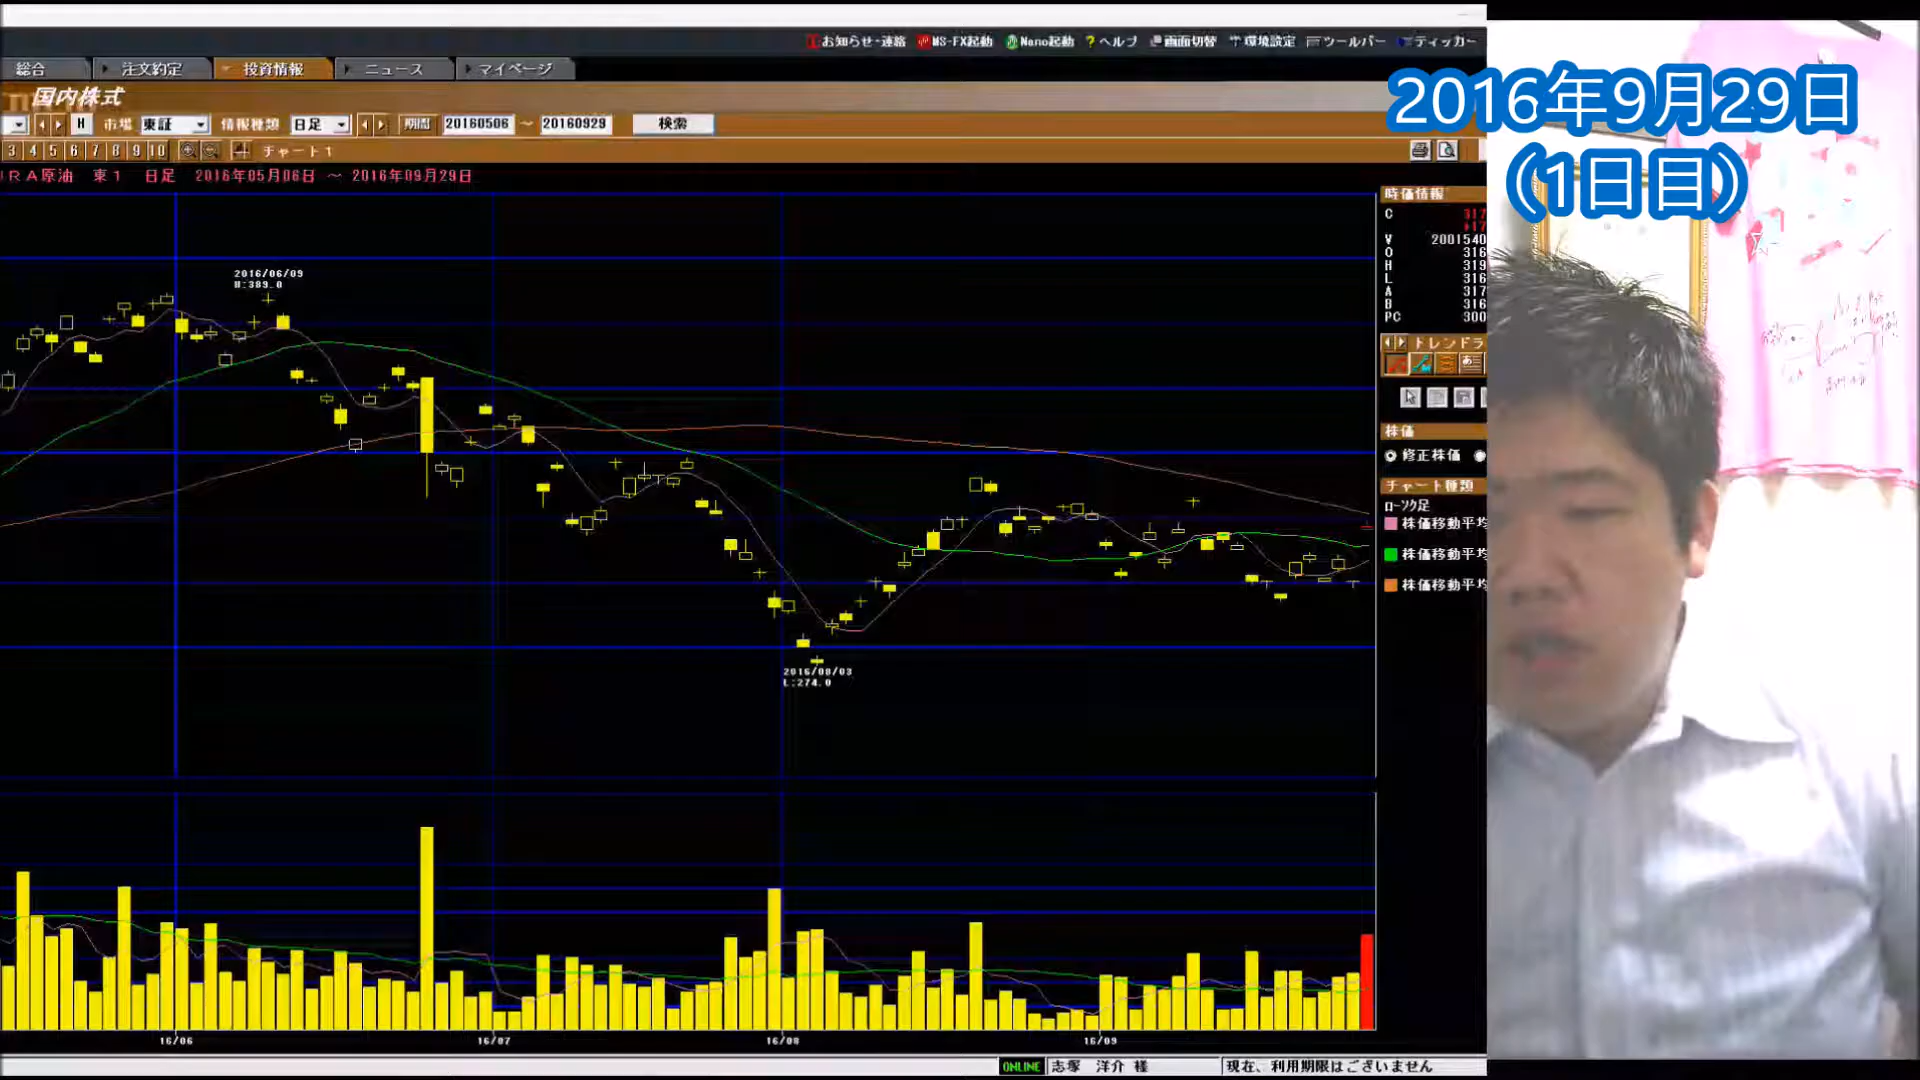 お知らせ・連絡 MS-FX起動 Nano起動 ?ヘルプ 画面切替 環境設定 ツールバー ティッカー
総合 注文約定 投資情報 ニュース マイページ
2016年9月29日
(1日目)
国内株式
H 市場 東証 情報種類 日足 期間 20160506 ～ 20160929 検索
3 4 5 6 7 8 9 10 チャート1
RA原油 東1 日足 2016年05月06日 ～ 2016年09月29日
時価情報
C 317
+17
V 2001540
O 316
H 319
L 316
A 317
B 316
PC 300
トレンドラ
株価
修正株価
チャート種類
ローソク足
株価移動平均
株価移動平均
株価移動平均
2016/06/09
H:389.0
2016/08/03
L:274.0
16/06 16/07 16/08 16/09
ONLINE 志塚 洋介 様 現在、利用期限はございません